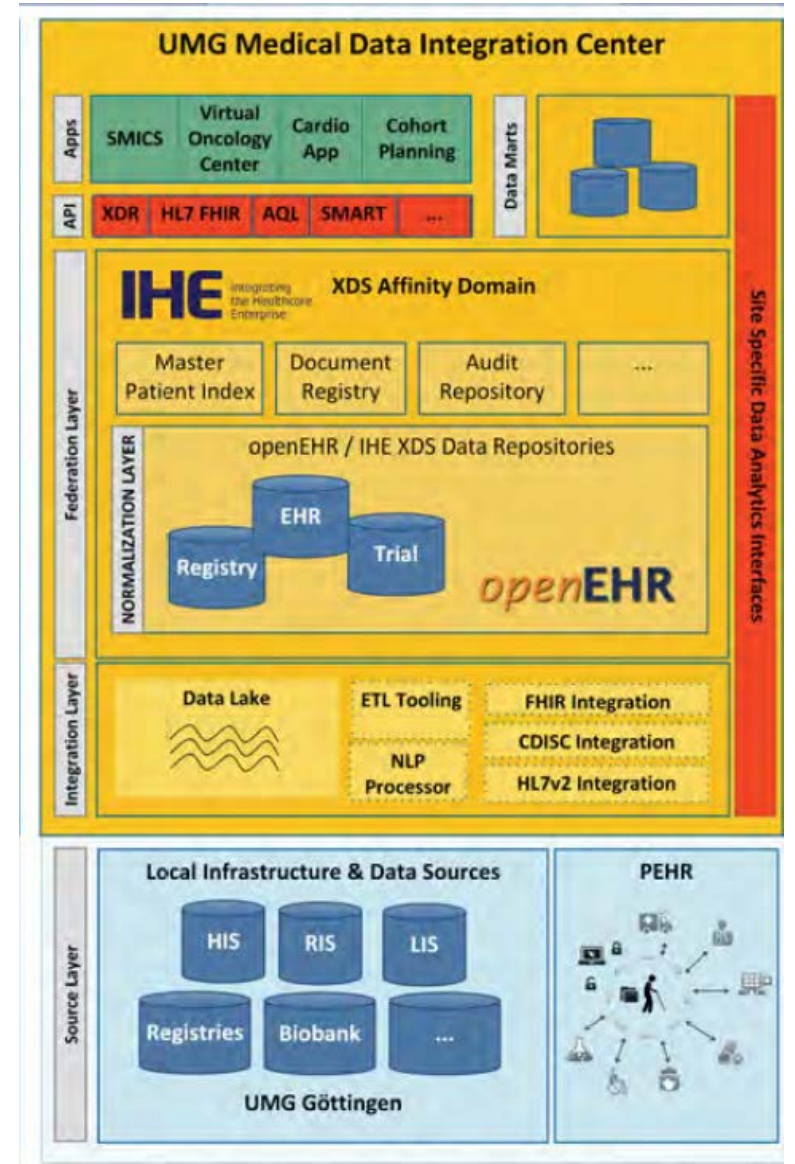 UMG Medical Data Integration Center
Apps
SMICS
Virtual
Oncology
Center
Cardio
App
Cohort
Planning
Data Marts
API
XDR
HL7 FHIR
AQL
SMART
...
Site Specific Data Analytics Interfaces
Federation Layer
IHE
Integrating
the Healthcare
Enterprise
XDS Affinity Domain
Master
Patient Index
Document
Registry
Audit
Repository
...
NORMALIZATION LAYER
openEHR / IHE XDS Data Repositories
EHR
Registry
Trial
openEHR
Integration Layer
Data Lake
ETL Tooling
NLP
Processor
FHIR Integration
CDISC Integration
HL7v2 Integration
Source Layer
Local Infrastructure & Data Sources
HIS
RIS
LIS
Registries
Biobank
...
UMG Göttingen
PEHR